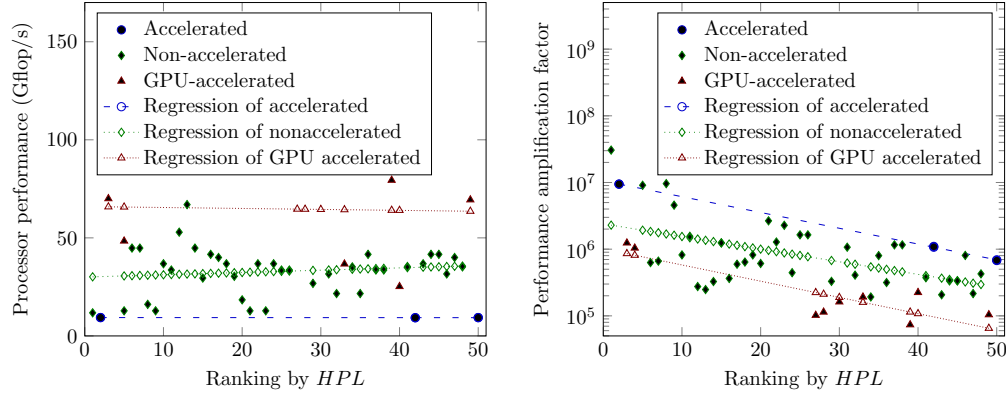 Processor performance (Gflop/s)
150
100
50
0
0
10
20
30
40
50
Ranking by HPL
Accelerated
Non-accelerated
GPU-accelerated
Regression of accelerated
Regression of nonaccelerated
Regression of GPU accelerated
Performance amplification factor
10^9
10^8
10^7
10^6
10^5
0
10
20
30
40
50
Ranking by HPL
Accelerated
Non-accelerated
GPU-accelerated
Regression of accelerated
Regression of nonaccelerated
Regression of GPU accelerated